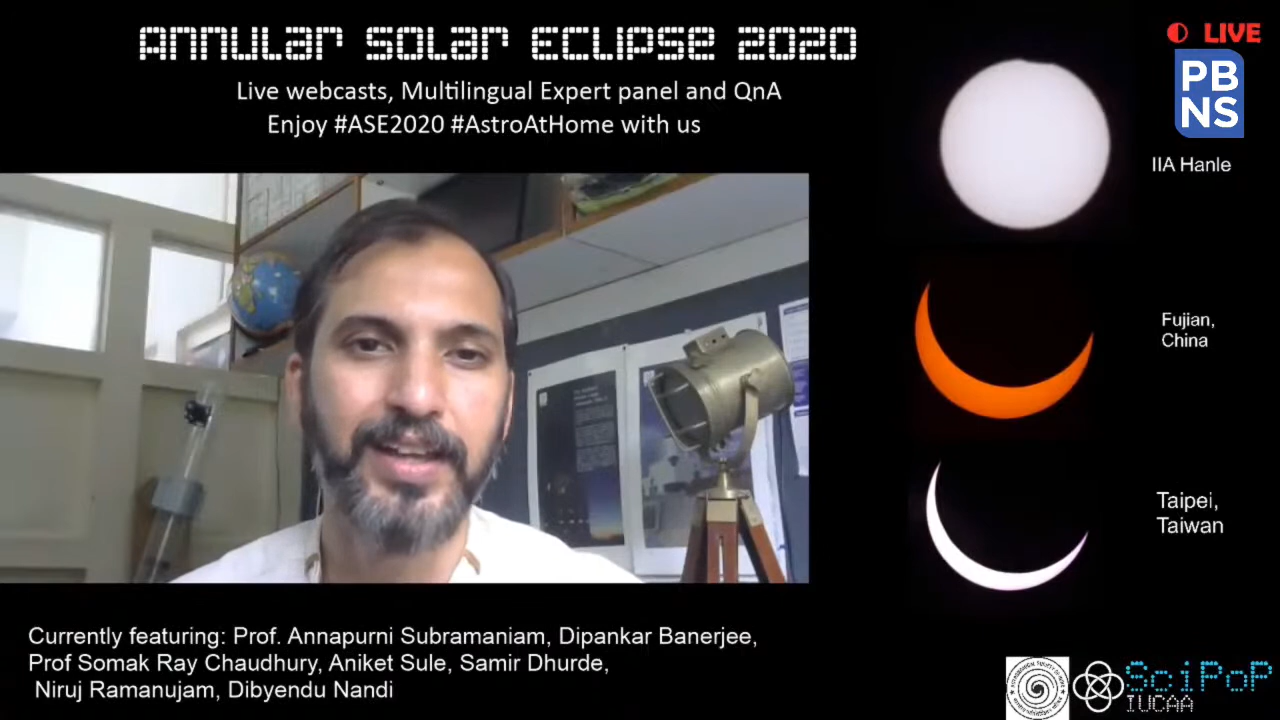 Annular Solar Eclipse 2020
Live webcasts, Multilingual Expert panel and QnA
Enjoy #ASE2020 #AstroAtHome with us
LIVE
PB
NS
IIA Hanle
Fujian,
China
Taipei,
Taiwan
Currently featuring: Prof. Annapurni Subramaniam, Dipankar Banerjee,
Prof Somak Ray Chaudhury, Aniket Sule, Samir Dhurde,
Niruj Ramanujam, Dibyendu Nandi
SciPoP
IUCAA